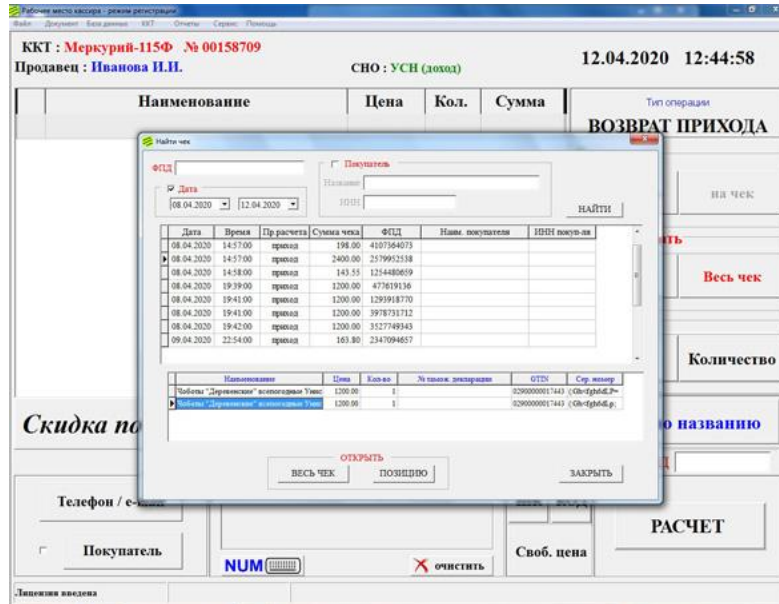 Рабочее место кассира - режим регистрации
Файл Документ База данных ККТ Отчеты Сервис Помощь
ККТ : Меркурий-115Ф № 00158709
Продавец : Иванова И.И.
СНО : УСН (доход)
12.04.2020 12:44:58
Наименование Цена Кол. Сумма
Тип операции
ВОЗВРАТ ПРИХОДА
Найти чек
ФПД
Покупатель
Название
ИНН
Дата
08.04.2020 12.04.2020
НАЙТИ
на чек
Дата Время Пр.расчета Сумма чека ФПД Наим. покупателя ИНН покуп-ля
08.04.2020 14:57:00 приход 198.00 4107364073
08.04.2020 14:57:00 приход 2400.00 2579952538
08.04.2020 14:58:00 приход 143.55 1254480659
08.04.2020 19:39:00 приход 1200.00 477619136
08.04.2020 19:41:00 приход 1200.00 1293918770
08.04.2020 19:41:00 приход 1200.00 3978731712
08.04.2020 19:42:00 приход 1200.00 3527749343
09.04.2020 22:54:00 приход 163.80 2347094657
Весь чек
Количество
Наименование Цена Кол-во № тамож. декларации GTIN Сер. номер
Чоботы "Деревенские" всепогодные Унис 1200.00 1 02900000017443
Чоботы "Деревенские" всепогодные Унис 1200.00 1 02900000017443
Скидка по
названию
ОТКРЫТЬ
ВЕСЬ ЧЕК ПОЗИЦИЮ ЗАКРЫТЬ
Телефон /
РАСЧЕТ
Покупатель
NUM
очистить
Своб. цена
Лицензия введена